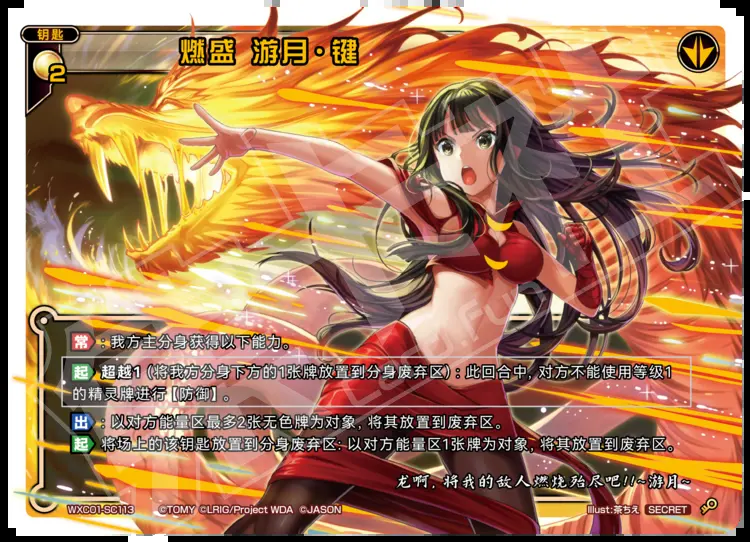 钥匙
2
燃盛 游月·键
常：我方主分身获得以下能力。
起 超越1 (将我方分身下方的1张牌放置到分身废弃区)：此回合中，对方不能使用等级1
的精灵牌进行【防御】。
出：以对方能量区最多2张无色牌为对象，将其放置到废弃区。
起 将场上的该钥匙放置到分身废弃区：以对方能量区1张牌为对象，将其放置到废弃区。
龙啊，将我的敌人燃烧殆尽吧!!~游月~
WXC01-SC113 ©TOMY ©LRIG/Project WDA ©JASON Illust:茶ちえ SECRET